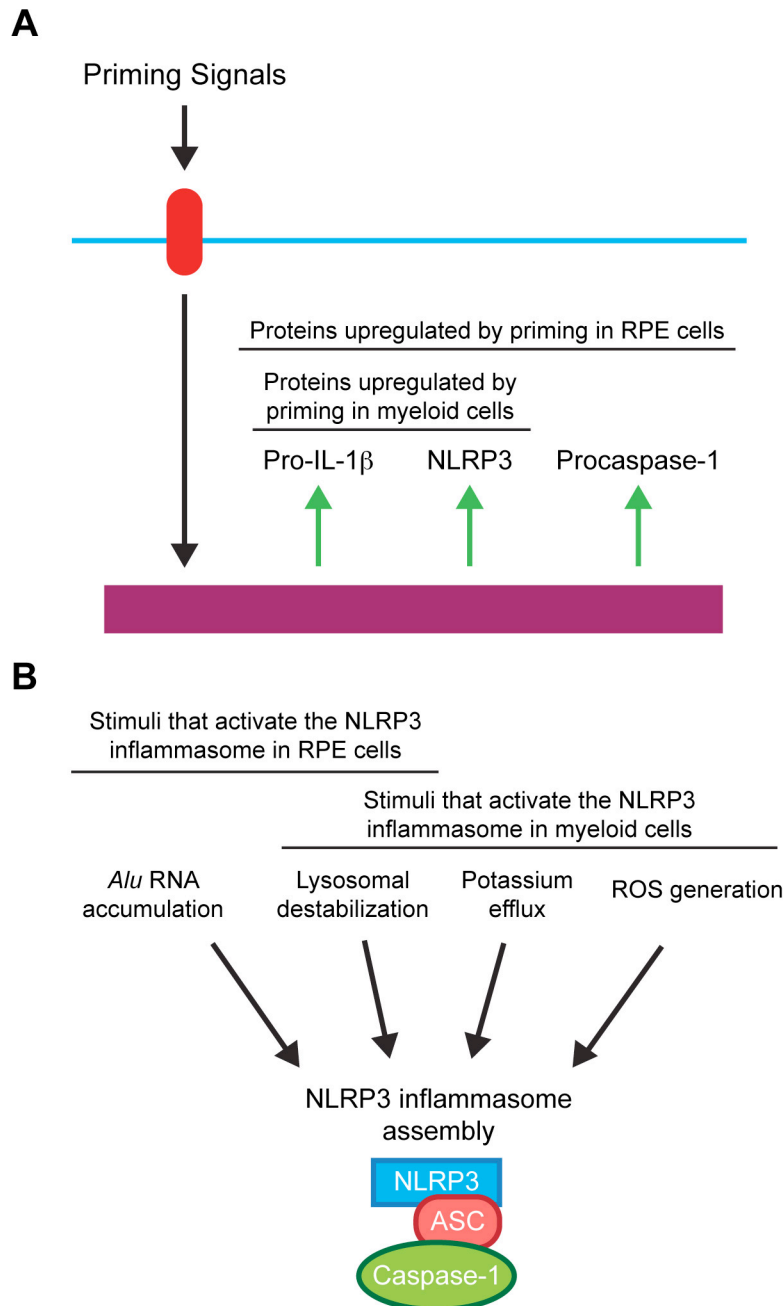 A
Priming Signals
Proteins upregulated by priming in RPE cells
Proteins upregulated by
priming in myeloid cells
Pro-IL-1β NLRP3 Procaspase-1
B
Stimuli that activate the NLRP3
inflammasome in RPE cells
Stimuli that activate the NLRP3
inflammasome in myeloid cells
Alu RNA
accumulation
Lysosomal
destabilization
Potassium
efflux
ROS generation
NLRP3 inflammasome
assembly
NLRP3
ASC
Caspase-1